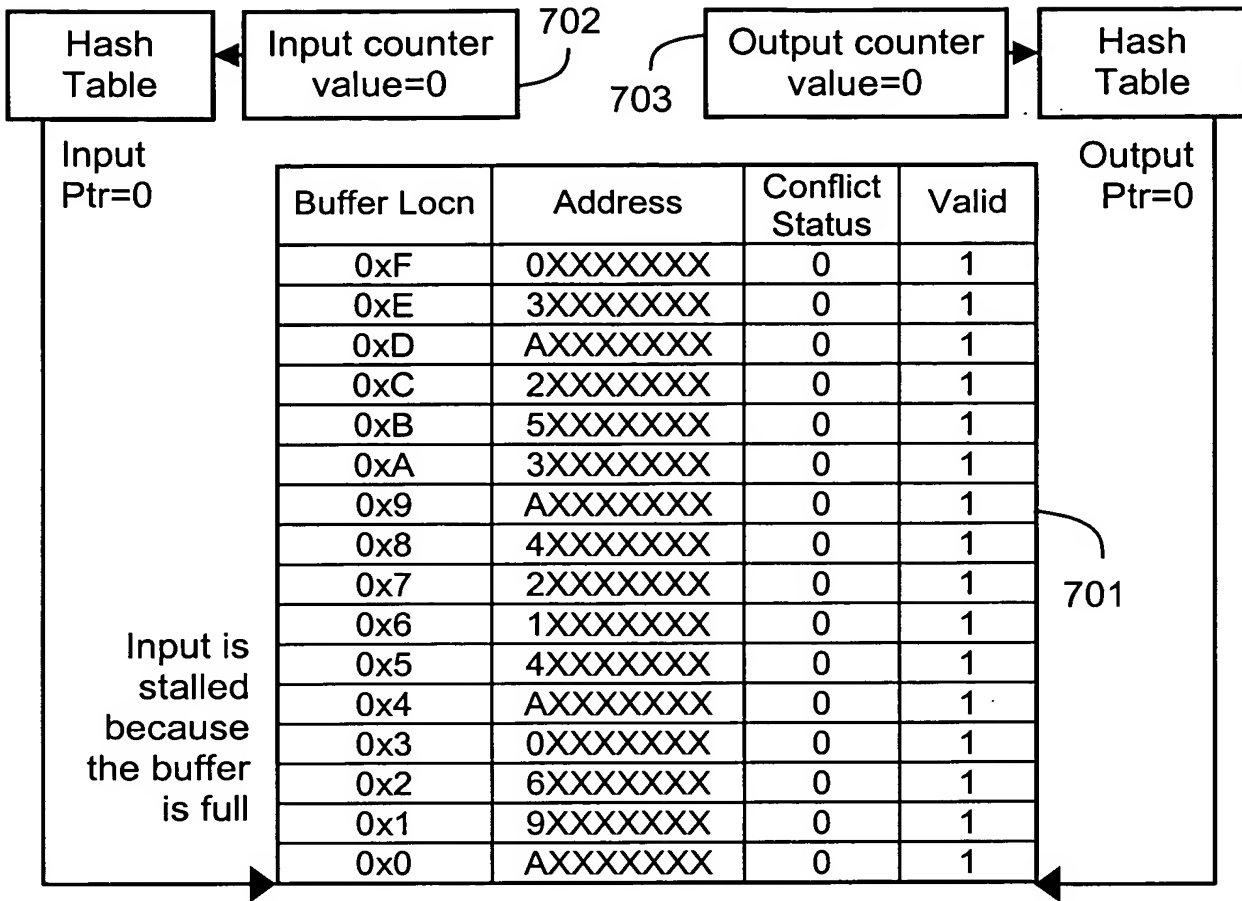 Hash
Table
Input counter
value=0
702
703
Output counter
value=0
Hash
Table
Input
Ptr=0
Output
Ptr=0
Buffer Locn Address Conflict Status Valid
0xF 0XXXXXXX 0 1
0xE 3XXXXXXX 0 1
0xD AXXXXXXX 0 1
0xC 2XXXXXXX 0 1
0xB 5XXXXXXX 0 1
0xA 3XXXXXXX 0 1
0x9 AXXXXXXX 0 1
0x8 4XXXXXXX 0 1
0x7 2XXXXXXX 0 1
0x6 1XXXXXXX 0 1
0x5 4XXXXXXX 0 1
0x4 AXXXXXXX 0 1
0x3 0XXXXXXX 0 1
0x2 6XXXXXXX 0 1
0x1 9XXXXXXX 0 1
0x0 AXXXXXXX 0 1
701
Input is
stalled
because
the buffer
is full